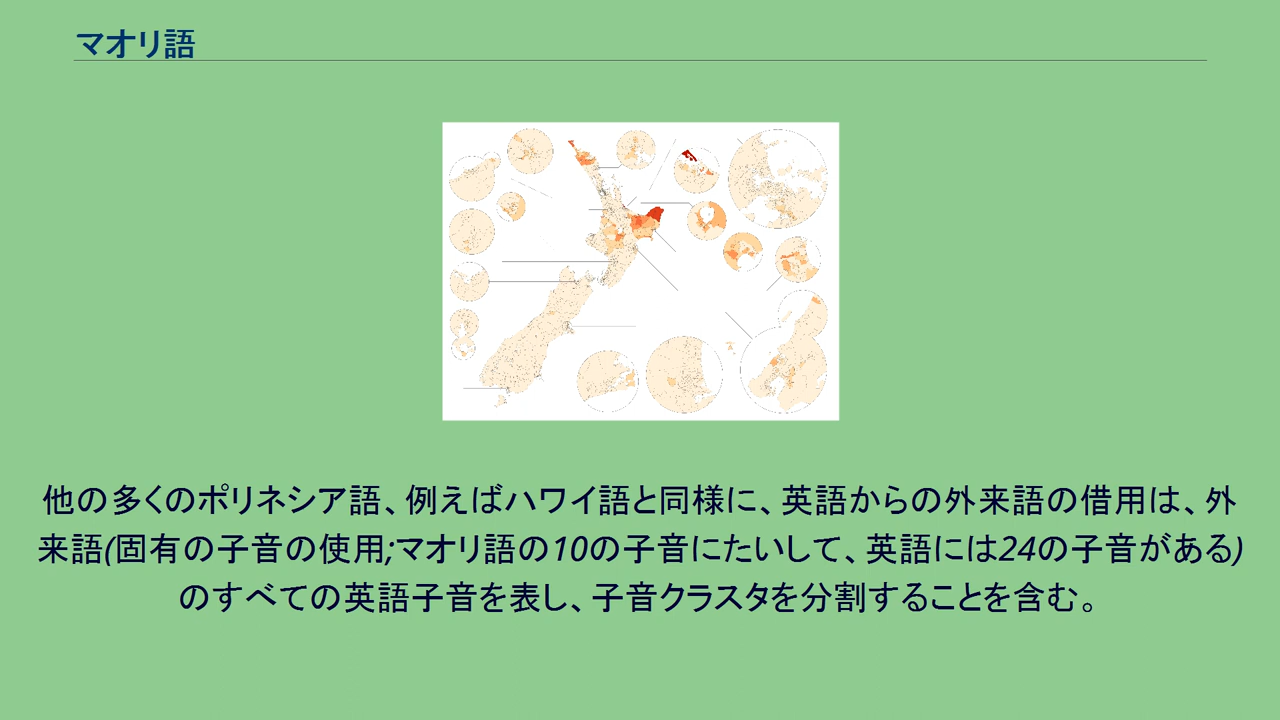 マオリ語
他の多くのポリネシア語、例えばハワイ語と同様に、英語からの外来語の借用は、外
来語(固有の子音の使用;マオリ語の10の子音にたいして、英語には24の子音がある)
のすべての英語子音を表し、子音クラスタを分割することを含む。